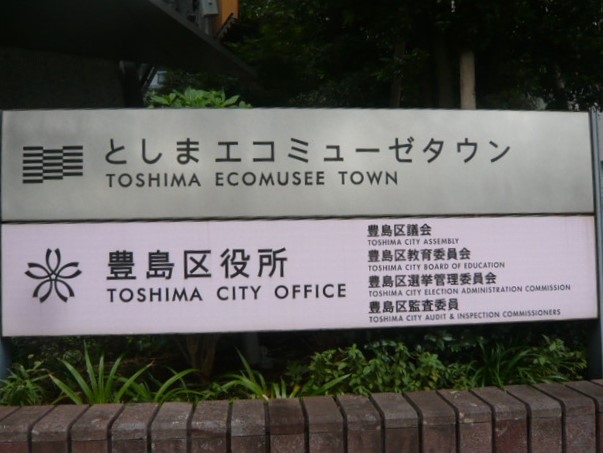 としまエコミューゼタウン
TOSHIMA ECOMUSEE TOWN
豊島区役所
TOSHIMA CITY OFFICE
豊島区議会
TOSHIMA CITY ASSEMBLY
豊島区教育委員会
TOSHIMA CITY BOARD OF EDUCATION
豊島区選挙管理委員会
TOSHIMA CITY ELECTION ADMINISTRATION COMMISSION
豊島区監査委員
TOSHIMA CITY AUDIT & INSPECTION COMMISSIONERS